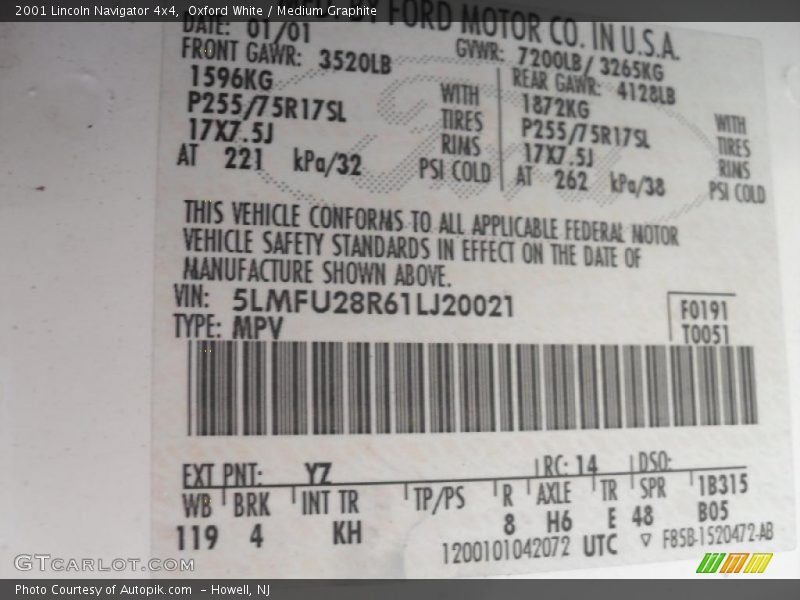 2001 Lincoln Navigator 4x4, Oxford White / Medium Graphite
BY FORD MOTOR CO. IN U.S.A.
DATE: 01/01 GVWR: 7200LB/ 3265KG
FRONT GAWR: 3520LB REAR GAWR: 4128LB
1596KG WITH 1872KG WITH
P255/75R17SL TIRES P255/75R17SL TIRES
17X7.5J RIMS 17X7.5J RIMS
AT 221 kPa/32 PSI COLD AT 262 kPa/38 PSI COLD
THIS VEHICLE CONFORMS TO ALL APPLICABLE FEDERAL MOTOR
VEHICLE SAFETY STANDARDS IN EFFECT ON THE DATE OF
MANUFACTURE SHOWN ABOVE.
VIN: 5LMFU28R61LJ20021 F0191
TYPE: MPV T0051
EXT PNT: YZ RC: 14 DSO:
WB BRK INT TR TP/PS R AXLE TR SPR 1B315
119 4 KH 8 H6 E 48 B05
1200101042072 UTC ▽ F85B-1520472-AB
GTCarLot.com
Photo Courtesy of Autopik.com - Howell, NJ